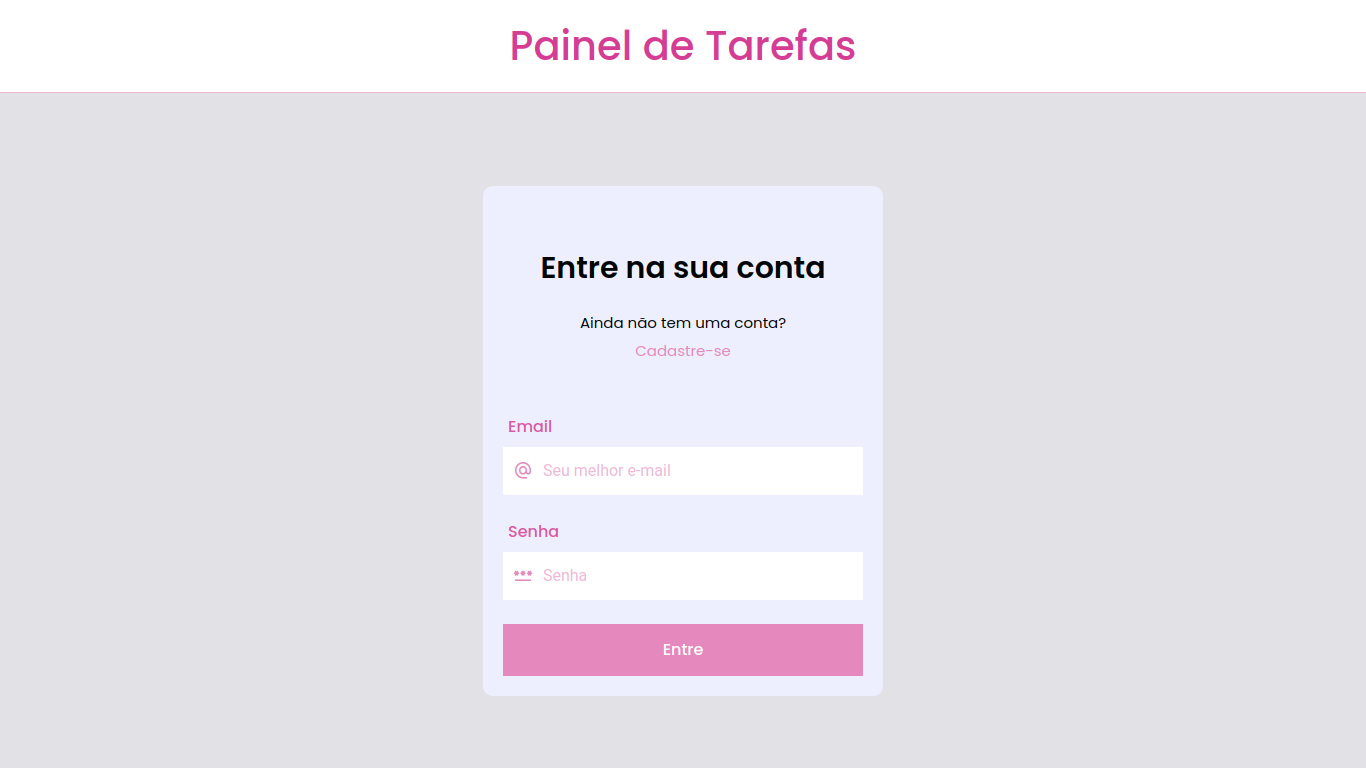 Painel de Tarefas
Entre na sua conta
Ainda não tem uma conta?
Cadastre-se
Email
Seu melhor e-mail
Senha
Senha
Entre